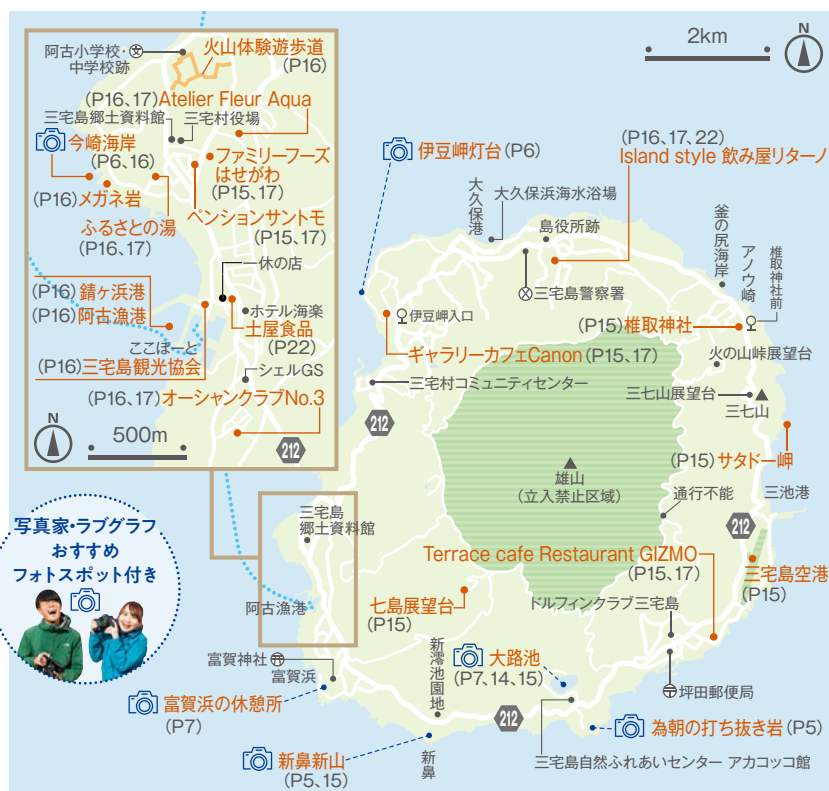 阿古小学校・
中学校跡
火山体験遊歩道
(P16)
(P16、17) Atelier Fleur Aqua
三宅島郷土資料館
三宅村役場
今崎海岸
(P6、16)
ファミリーフーズ
はせがわ
(P15、17)
(P16)メガネ岩
ふるさとの湯
(P16、17)
ペンションサントモ
(P15、17)
一休の店
(P16) 錆ヶ浜港
(P16) 阿古漁港
ホテル海楽
土屋食品
(P22)
ここぽーと
(P16)三宅島観光協会
シェルGS
(P16、17)オーシャンクラブNo.3
N
500m
212
2km
N
伊豆岬灯台(P6)
(P16、17、22)
Island style 飲み屋リターノ
大久保港
大久保浜海水浴場
島役所跡
釜の尻海岸
アノウ崎
椎取神社前
三宅島警察署
伊豆岬入口
(P15)椎取神社
ギャラリーカフェCanon(P15、17)
火の山峠展望台
三宅村コミュニティセンター
三七山展望台
三七山
212
(P15)サタドー岬
雄山
(立入禁止区域)
通行不能
三池港
212
三宅島
郷土資料館
Terrace cafe Restaurant GIZMO
(P15、17)
三宅島空港
(P15)
七島展望台
(P15)
ドルフィンクラブ三宅島
阿古漁港
写真家・ラブグラフ
おすすめ
フォトスポット付き
富賀神社
富賀浜
新澪池園地
大路池
(P7、14、15)
坪田郵便局
富賀浜の休憩所
(P7)
212
為朝の打ち抜き岩(P5)
新鼻新山
(P5、15)
新鼻
三宅島自然ふれあいセンター アカコッコ館